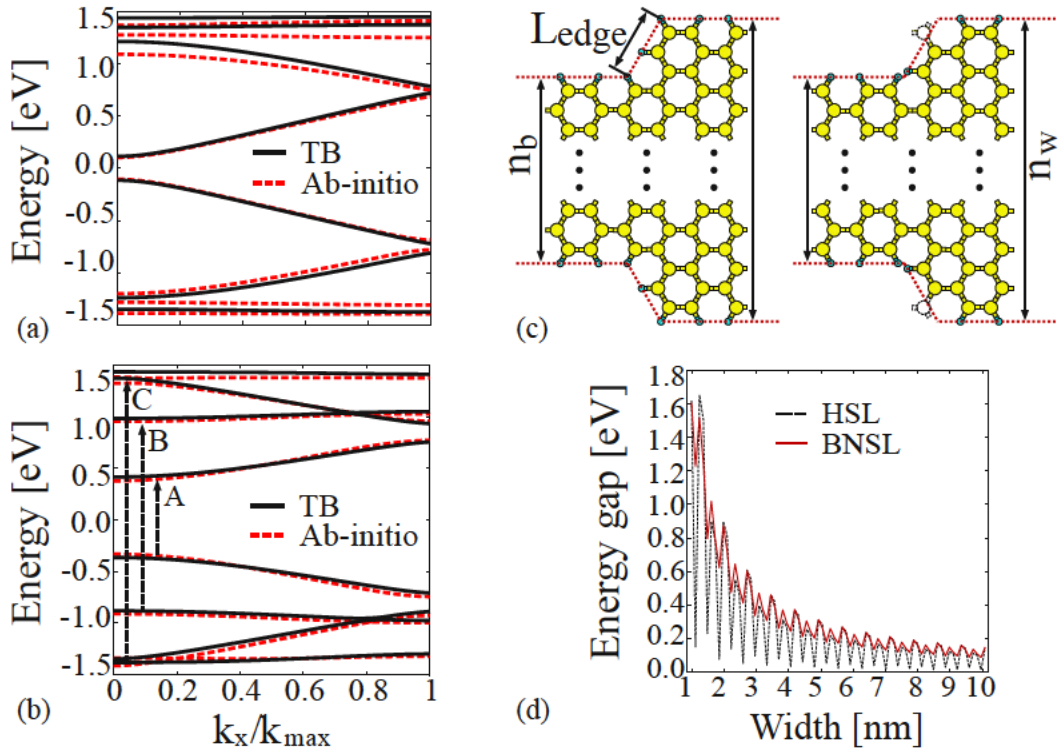 Energy [eV]
1.5
1.0
0.5
0.0
-0.5
-1.0
-1.5
TB
Ab-initio
(a)
Energy [eV]
1.5
1.0
0.5
0.0
-0.5
-1.0
-1.5
C
B
A
TB
Ab-initio
0 0.2 0.4 0.6 0.8 1
kx/kmax
(b)
Ledge
nb
nw
(c)
Energy gap [eV]
1.8
1.6
1.4
1.2
1.0
0.8
0.6
0.4
0.2
0.0
HSL
BNSL
1 2 3 4 5 6 7 8 9 10
Width [nm]
(d)